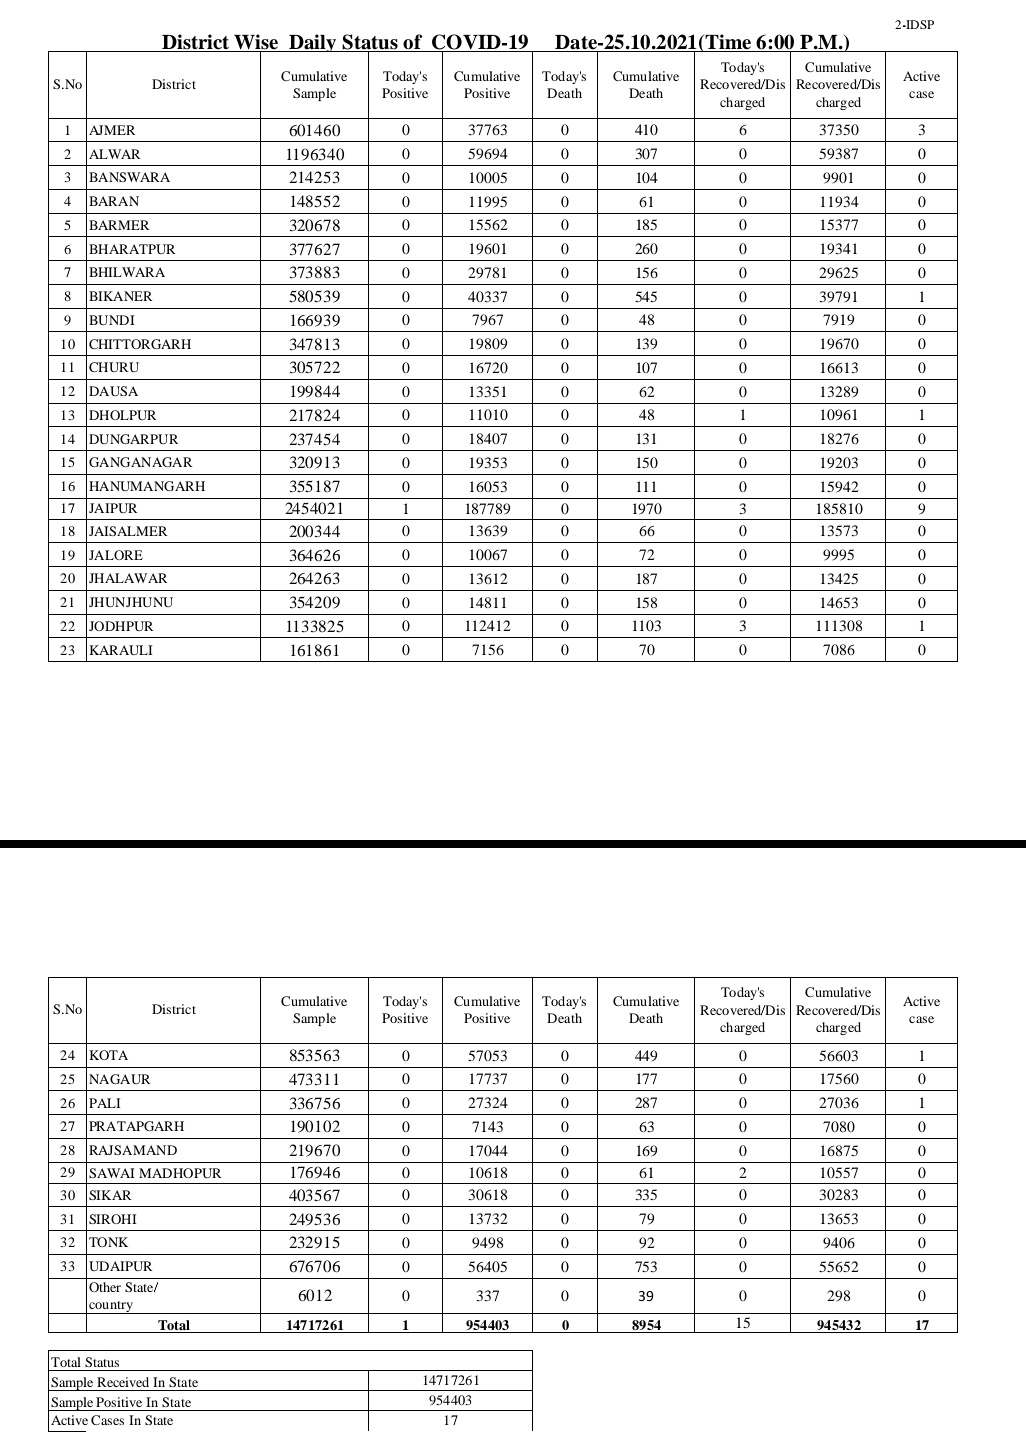 2-IDSP
District Wise Daily Status of COVID-19 Date-25.10.2021(Time 6:00 P.M.)
S.No District Cumulative Sample Today's Positive Cumulative Positive Today's Death Cumulative Death Today's Recovered/Discharged Cumulative Recovered/Discharged Active case
1 AJMER 601460 0 37763 0 410 6 37350 3
2 ALWAR 1196340 0 59694 0 307 0 59387 0
3 BANSWARA 214253 0 10005 0 104 0 9901 0
4 BARAN 148552 0 11995 0 61 0 11934 0
5 BARMER 320678 0 15562 0 185 0 15377 0
6 BHARATPUR 377627 0 19601 0 260 0 19341 0
7 BHILWARA 373883 0 29781 0 156 0 29625 0
8 BIKANER 580539 0 40337 0 545 0 39791 1
9 BUNDI 166939 0 7967 0 48 0 7919 0
10 CHITTORGARH 347813 0 19809 0 139 0 19670 0
11 CHURU 305722 0 16720 0 107 0 16613 0
12 DAUSA 199844 0 13351 0 62 0 13289 0
13 DHOLPUR 217824 0 11010 0 48 1 10961 1
14 DUNGARPUR 237454 0 18407 0 131 0 18276 0
15 GANGANAGAR 320913 0 19353 0 150 0 19203 0
16 HANUMANGARH 355187 0 16053 0 111 0 15942 0
17 JAIPUR 2454021 1 187789 0 1970 3 185810 9
18 JAISALMER 200344 0 13639 0 66 0 13573 0
19 JALORE 364626 0 10067 0 72 0 9995 0
20 JHALAWAR 264263 0 13612 0 187 0 13425 0
21 JHUNJHUNU 354209 0 14811 0 158 0 14653 0
22 JODHPUR 1133825 0 112412 0 1103 3 111308 1
23 KARAULI 161861 0 7156 0 70 0 7086 0
S.No District Cumulative Sample Today's Positive Cumulative Positive Today's Death Cumulative Death Today's Recovered/Discharged Cumulative Recovered/Discharged Active case
24 KOTA 853563 0 57053 0 449 0 56603 1
25 NAGAUR 473311 0 17737 0 177 0 17560 0
26 PALI 336756 0 27324 0 287 0 27036 1
27 PRATAPGARH 190102 0 7143 0 63 0 7080 0
28 RAJSAMAND 219670 0 17044 0 169 0 16875 0
29 SAWAI MADHOPUR 176946 0 10618 0 61 2 10557 0
30 SIKAR 403567 0 30618 0 335 0 30283 0
31 SIROHI 249536 0 13732 0 79 0 13653 0
32 TONK 232915 0 9498 0 92 0 9406 0
33 UDAIPUR 676706 0 56405 0 753 0 55652 0
Other State/ country 6012 0 337 0 39 0 298 0
Total 14717261 1 954403 0 8954 15 945432 17
Total Status
Sample Received In State 14717261
Sample Positive In State 954403
Active Cases In State 17